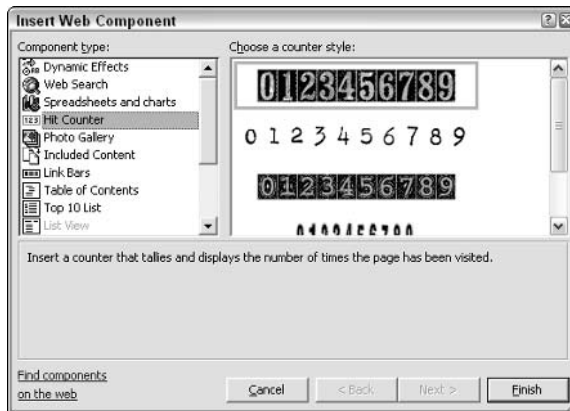 Insert Web Component
Component type:
Choose a counter style:
Dynamic Effects
Web Search
Spreadsheets and charts
Hit Counter
Photo Gallery
Included Content
Link Bars
Table of Contents
Top 10 List
List View
0123456789
0 1 2 3 4 5 6 7 8 9
0123456789
Insert a counter that tallies and displays the number of times the page has been visited.
Find components
on the web
Cancel
< Back
Next >
Finish